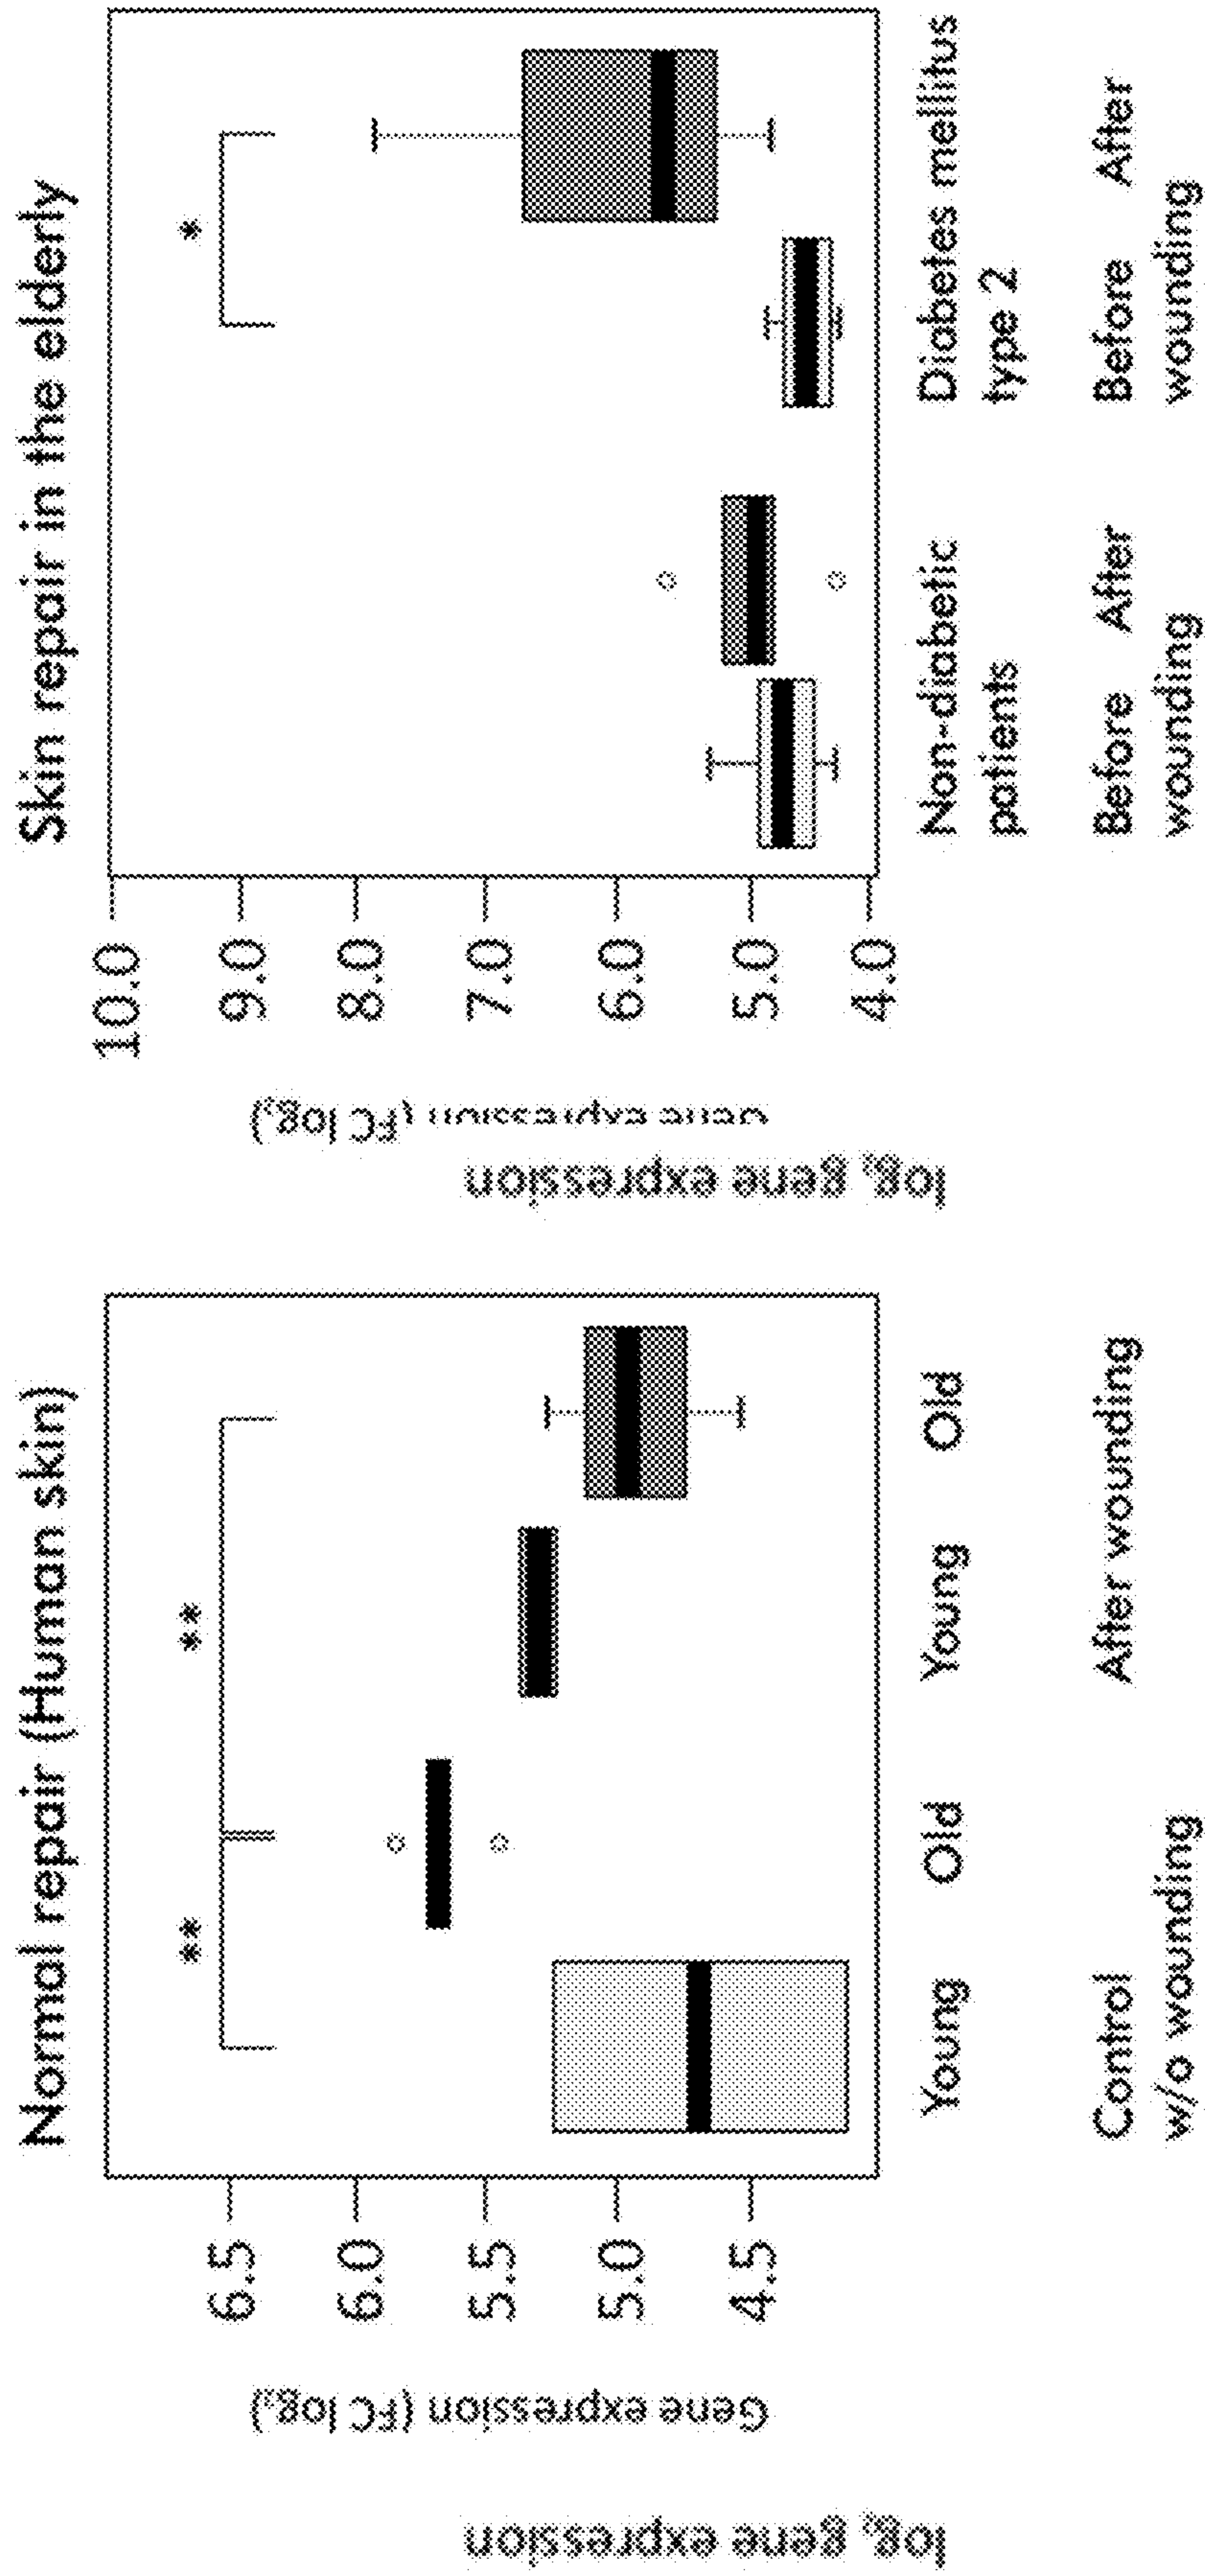 Normal repair (Human skin)
**
**
6.5
6.0
5.5
5.0
4.5
log₂ gene expression
Gene expression (FC log₂)
Young Old Young Old
Control After wounding
w/o wounding
Skin repair in the elderly
*
10.0
9.0
8.0
7.0
6.0
5.0
4.0
log₂ gene expression
(FC log₂)
Non-diabetic Diabetes mellitus
patients type 2
Before After Before After
wounding wounding